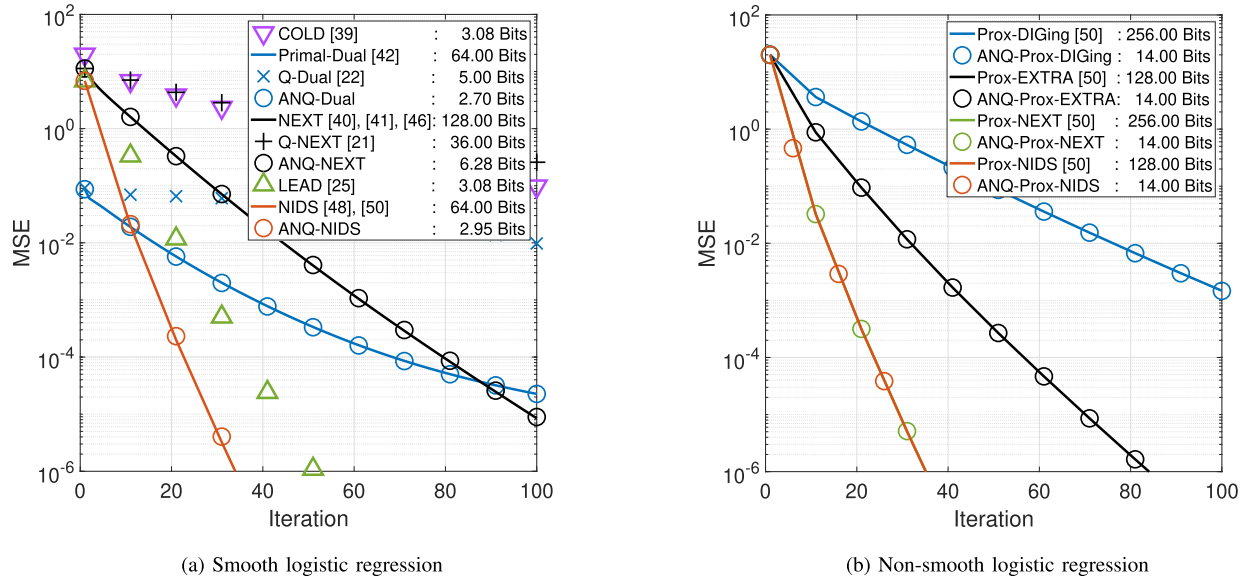 10^2
10^0
10^-2
10^-4
10^-6
MSE
COLD [39] : 3.08 Bits
Primal-Dual [42] : 64.00 Bits
Q-Dual [22] : 5.00 Bits
ANQ-Dual : 2.70 Bits
NEXT [40], [41], [46]: 128.00 Bits
Q-NEXT [21] : 36.00 Bits
ANQ-NEXT : 6.28 Bits
LEAD [25] : 3.08 Bits
NIDS [48], [50] : 64.00 Bits
ANQ-NIDS : 2.95 Bits
0 20 40 60 80 100
Iteration
(a) Smooth logistic regression
10^2
10^0
10^-2
10^-4
10^-6
MSE
Prox-DIGing [50] : 256.00 Bits
ANQ-Prox-DIGing : 14.00 Bits
Prox-EXTRA [50] : 128.00 Bits
ANQ-Prox-EXTRA: 14.00 Bits
Prox-NEXT [50] : 256.00 Bits
ANQ-Prox-NEXT : 14.00 Bits
Prox-NIDS [50] : 128.00 Bits
ANQ-Prox-NIDS : 14.00 Bits
0 20 40 60 80 100
Iteration
(b) Non-smooth logistic regression